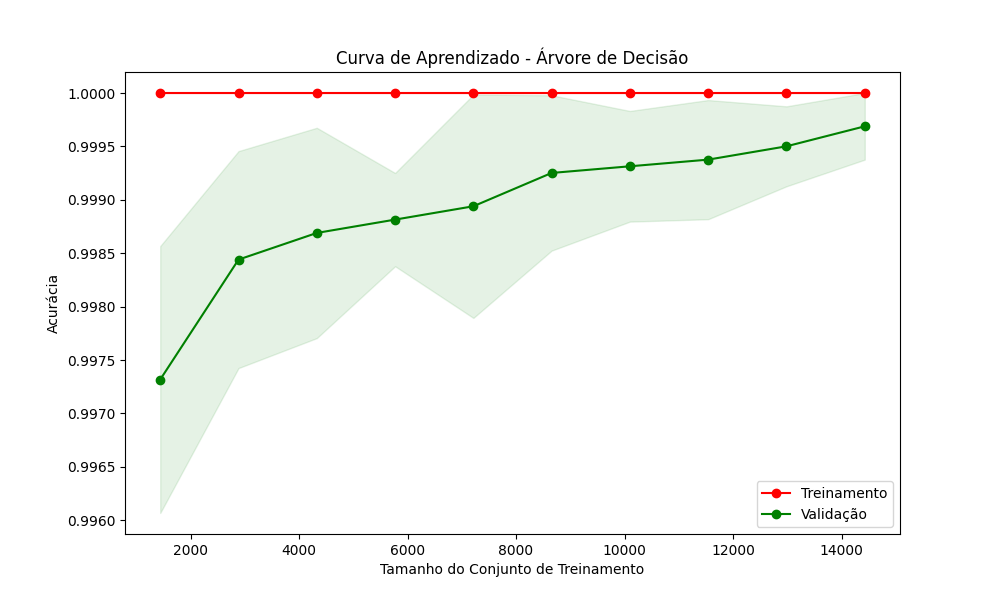 Curva de Aprendizado - Árvore de Decisão
1.0000
0.9995
0.9990
0.9985
0.9980
0.9975
0.9970
0.9965
0.9960
Acurácia
2000 4000 6000 8000 10000 12000 14000
Tamanho do Conjunto de Treinamento
Treinamento
Validação